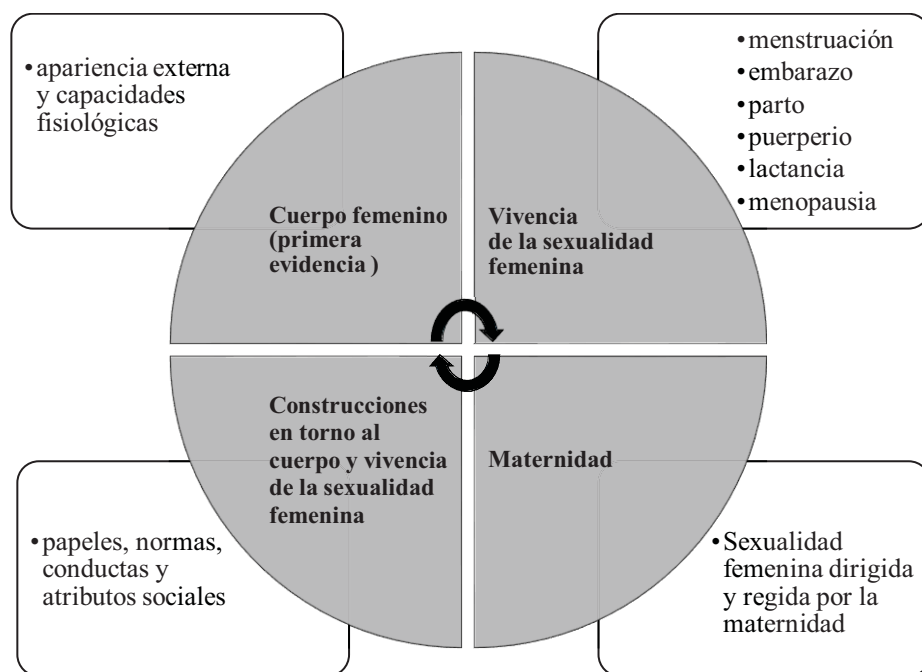 •apariencia externa
y capacidades
fisiológicas
•menstruación
•embarazo
•parto
•puerperio
•lactancia
•menopausia
Cuerpo femenino
(primera
evidencia )
Vivencia
de la sexualidad
femenina
Construcciones
en torno al
cuerpo y vivencia
de la sexualidad
femenina
Maternidad
•papeles, normas,
conductas y
atributos sociales
•Sexualidad
femenina dirigida
y regida por la
maternidad